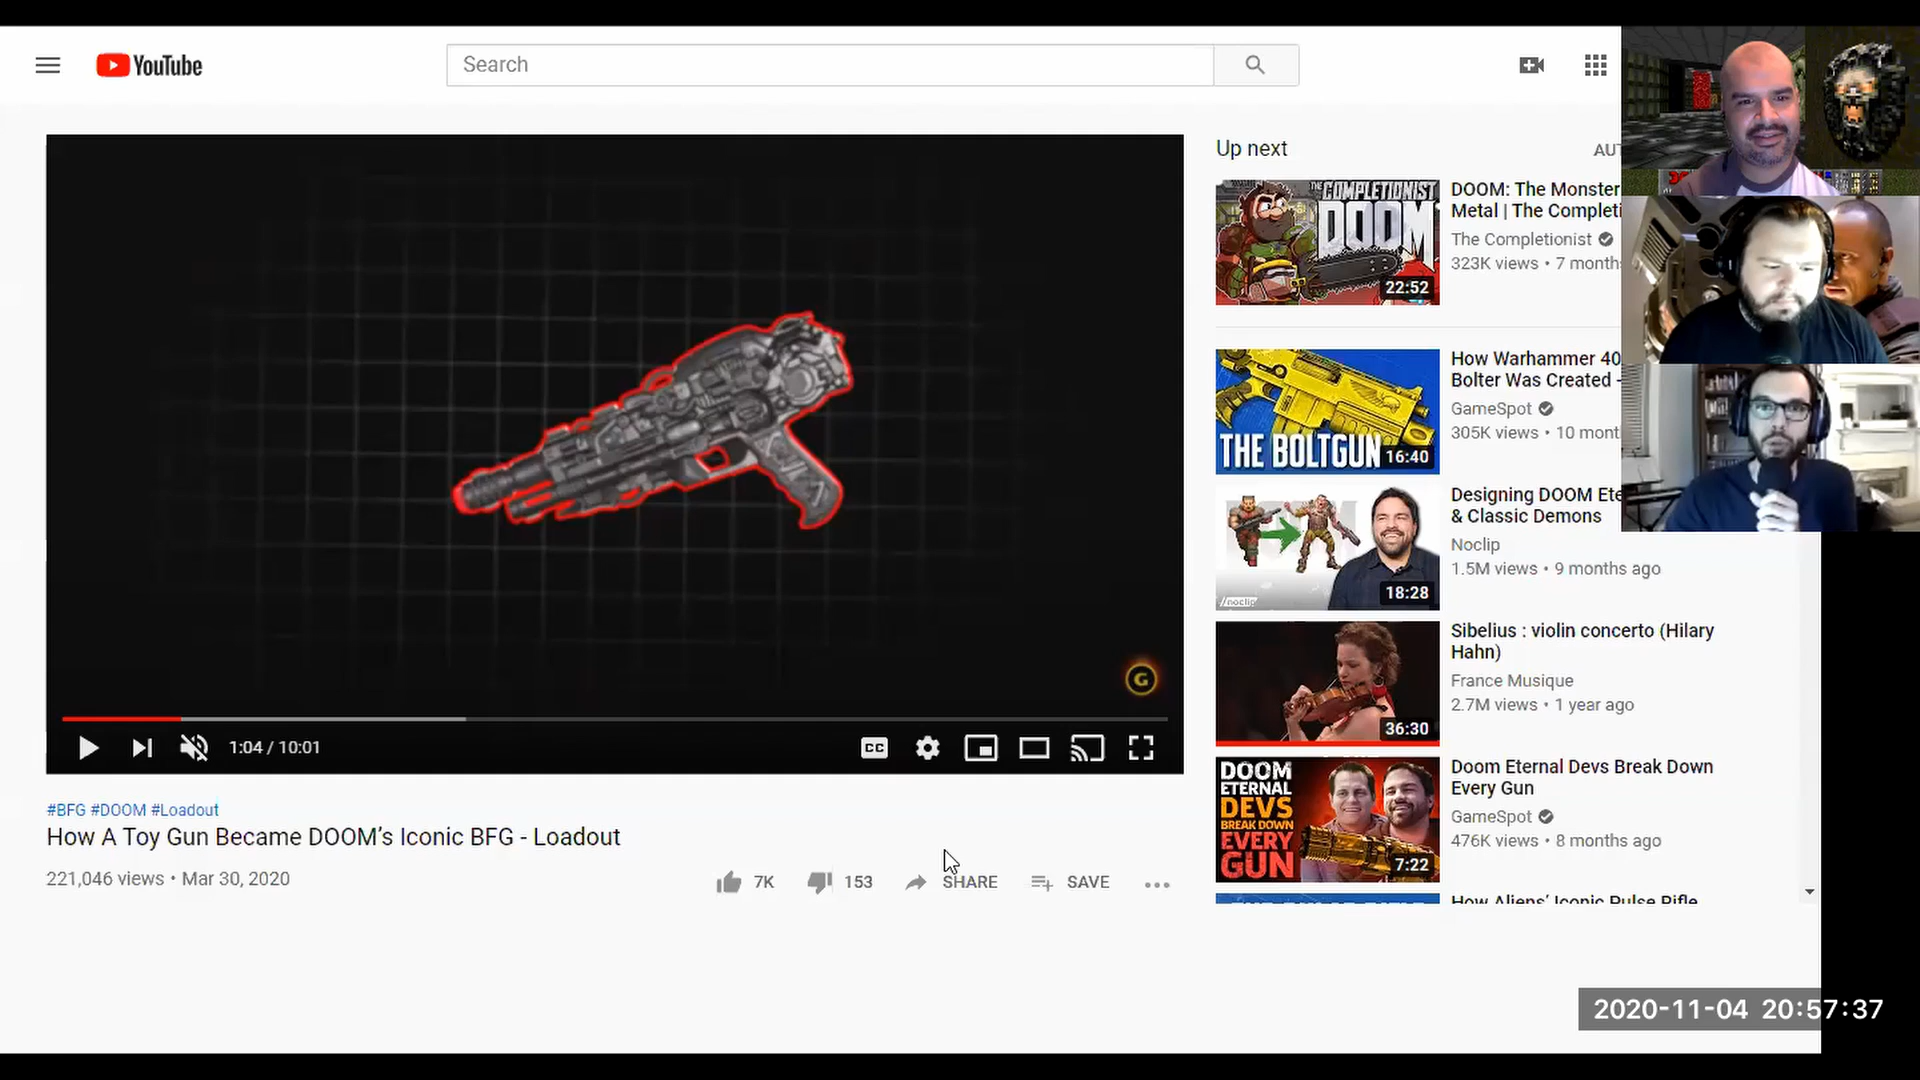 YouTube
Search
Up next
AUT
THE COMPLETIONIST
DOOM
22:52
DOOM: The Monster
Metal | The Completi
The Completionist
323K views • 7 month
THE BOLTGUN
16:40
How Warhammer 40
Bolter Was Created -
GameSpot
305K views • 10 mont
/noclip
18:28
Designing DOOM Ete
& Classic Demons
Noclip
1.5M views • 9 months ago
36:30
Sibelius : violin concerto (Hilary
Hahn)
France Musique
2.7M views • 1 year ago
DOOM
ETERNAL
DEVS
BREAK DOWN
EVERY
GUN
7:22
Doom Eternal Devs Break Down
Every Gun
GameSpot
476K views • 8 months ago
How Aliens' Iconic Pulse Rifle
G
1:04 / 10:01
CC
#BFG #DOOM #Loadout
How A Toy Gun Became DOOM’s Iconic BFG - Loadout
221,046 views • Mar 30, 2020
7K
153
SHARE
SAVE
2020-11-04 20:57:37